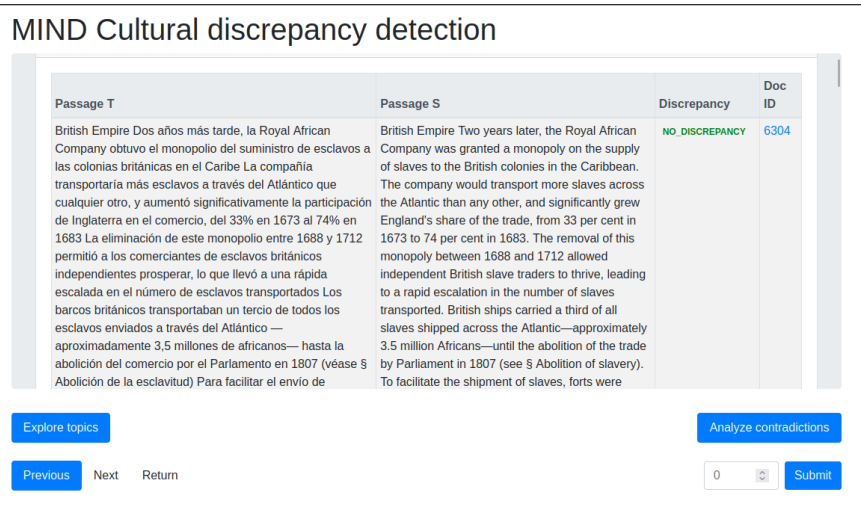 MIND Cultural discrepancy detection
Passage T
Passage S
Discrepancy
Doc
ID
British Empire Dos años más tarde, la Royal African
Company obtuvo el monopolio del suministro de esclavos a
las colonias británicas en el Caribe La compañía
transportaría más esclavos a través del Atlántico que
cualquier otro, y aumentó significativamente la participación
de Inglaterra en el comercio, del 33% en 1673 al 74% en
1683 La eliminación de este monopolio entre 1688 y 1712
permitió a los comerciantes de esclavos británicos
independientes prosperar, lo que llevó a una rápida
escalada en el número de esclavos transportados Los
barcos británicos transportaban un tercio de todos los
esclavos enviados a través del Atlántico —
aproximadamente 3,5 millones de africanos— hasta la
abolición del comercio por el Parlamento en 1807 (véase §
Abolición de la esclavitud) Para facilitar el envío de
British Empire Two years later, the Royal African
Company was granted a monopoly on the supply
of slaves to the British colonies in the Caribbean.
The company would transport more slaves across
the Atlantic than any other, and significantly grew
England's share of the trade, from 33 per cent in
1673 to 74 per cent in 1683. The removal of this
monopoly between 1688 and 1712 allowed
independent British slave traders to thrive, leading
to a rapid escalation in the number of slaves
transported. British ships carried a third of all
slaves shipped across the Atlantic—approximately
3.5 million Africans—until the abolition of the trade
by Parliament in 1807 (see § Abolition of slavery).
To facilitate the shipment of slaves, forts were
NO_DISCREPANCY
6304
Explore topics
Analyze contradictions
Previous
Next
Return
0
Submit